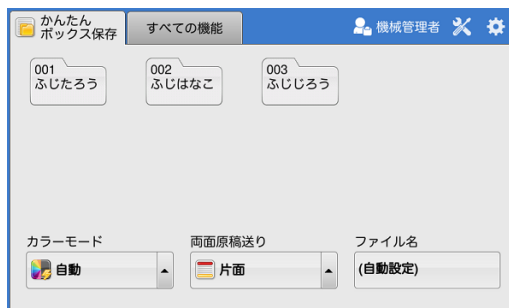 かんたん
ボックス保存
すべての機能
機械管理者
001
ふじたろう
002
ふじはなこ
003
ふじじろう
カラーモード
両面原稿送り
ファイル名
自動
片面
(自動設定)